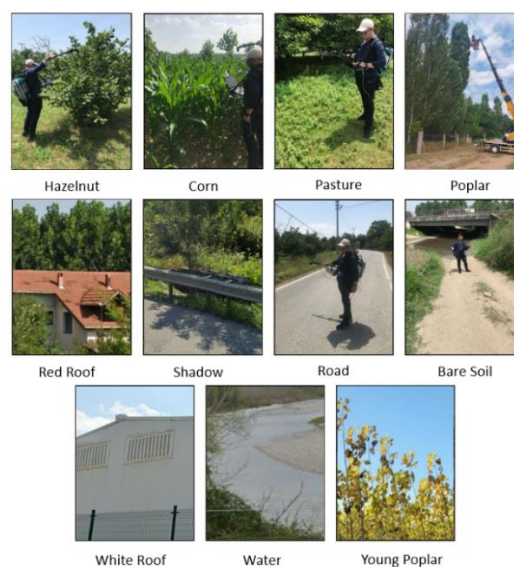 Hazelnut
Corn
Pasture
Poplar
Red Roof
Shadow
Road
Bare Soil
White Roof
Water
Young Poplar